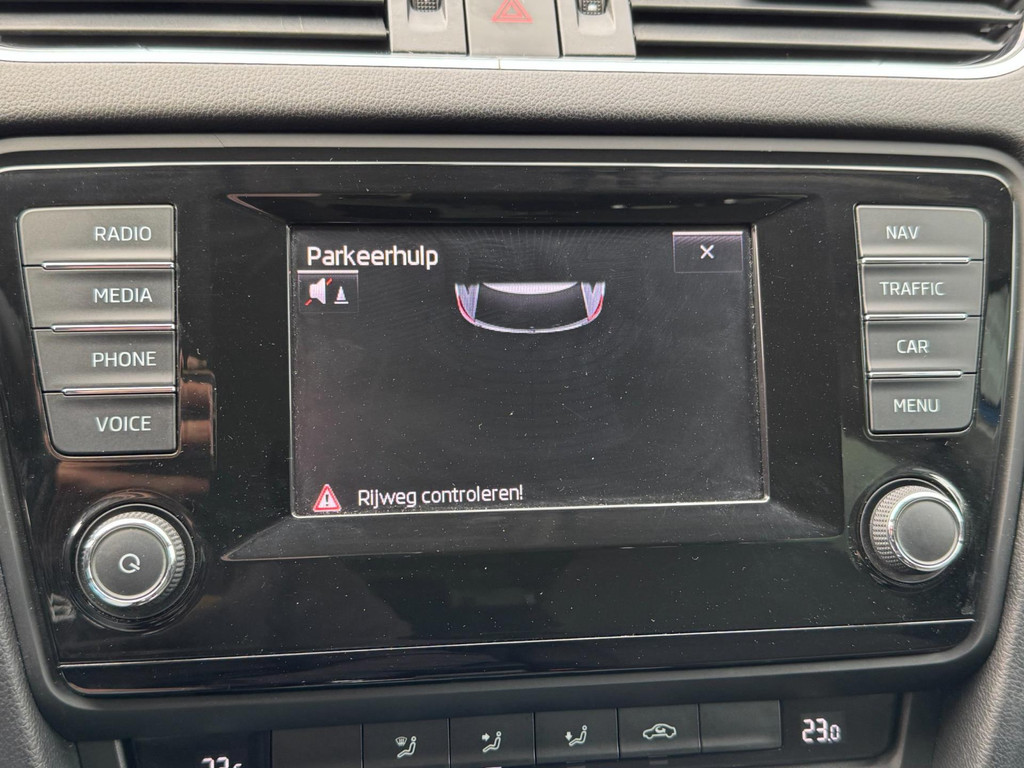 RADIO
MEDIA
PHONE
VOICE
Parkeerhulp
Rijweg controleren!
NAV
TRAFFIC
CAR
MENU
23.0